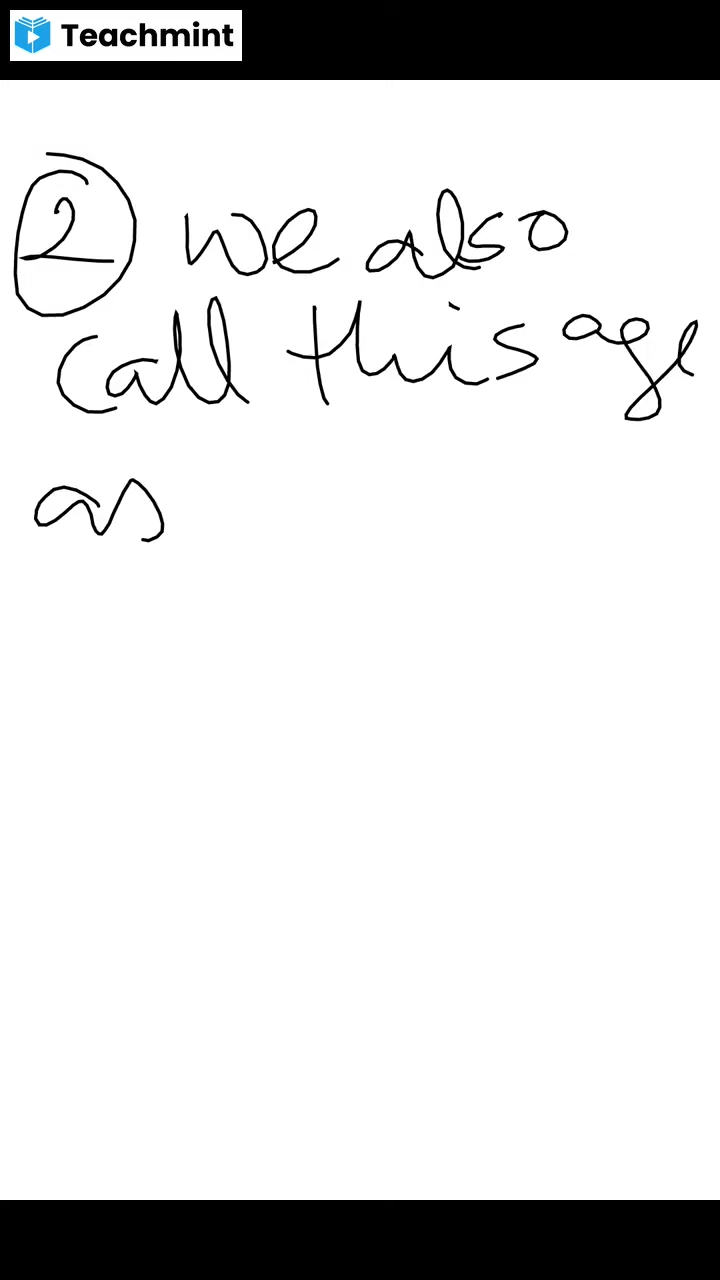 Teachmint
② we also
call this age
as